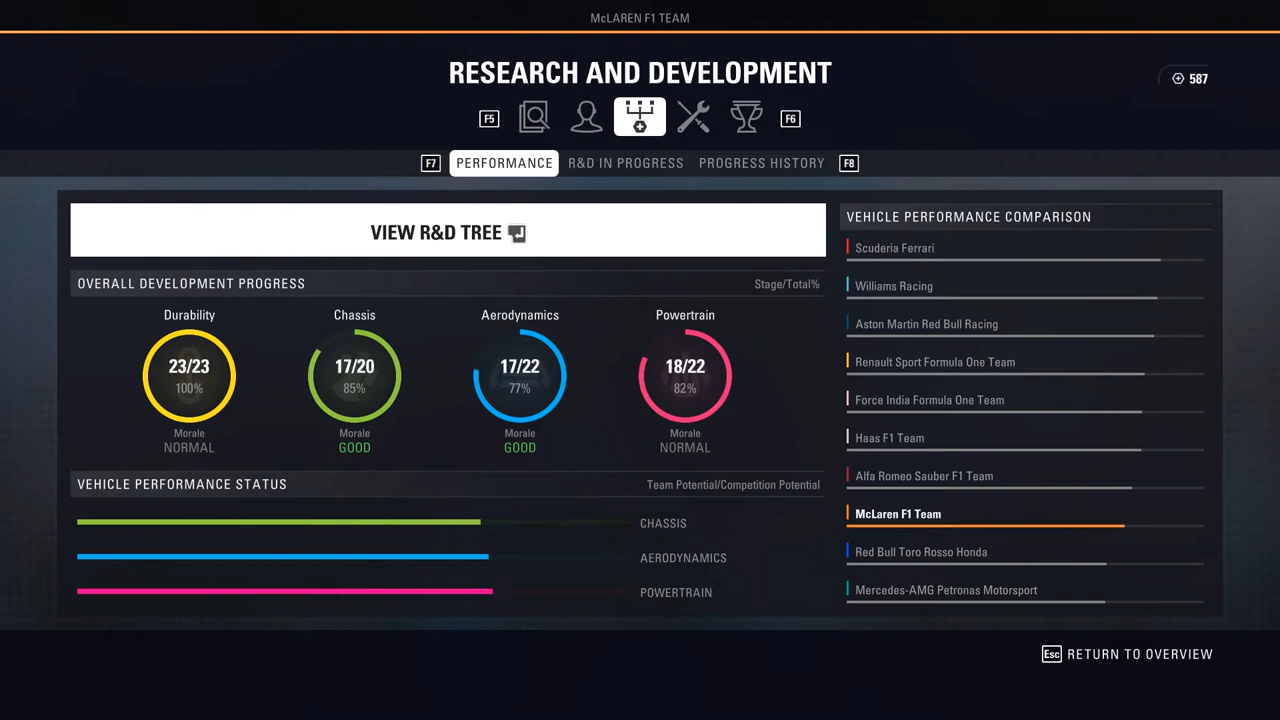 McLAREN F1 TEAM
RESEARCH AND DEVELOPMENT
587
F5 F6
F7 PERFORMANCE R&D IN PROGRESS PROGRESS HISTORY F8
VIEW R&D TREE
OVERALL DEVELOPMENT PROGRESS Stage/Total%
Durability Chassis Aerodynamics Powertrain
23/23 17/20 17/22 18/22
100% 85% 77% 82%
Morale Morale Morale Morale
NORMAL GOOD GOOD NORMAL
VEHICLE PERFORMANCE STATUS Team Potential/Competition Potential
CHASSIS
AERODYNAMICS
POWERTRAIN
VEHICLE PERFORMANCE COMPARISON
Scuderia Ferrari
Williams Racing
Aston Martin Red Bull Racing
Renault Sport Formula One Team
Force India Formula One Team
Haas F1 Team
Alfa Romeo Sauber F1 Team
McLaren F1 Team
Red Bull Toro Rosso Honda
Mercedes-AMG Petronas Motorsport
Esc RETURN TO OVERVIEW